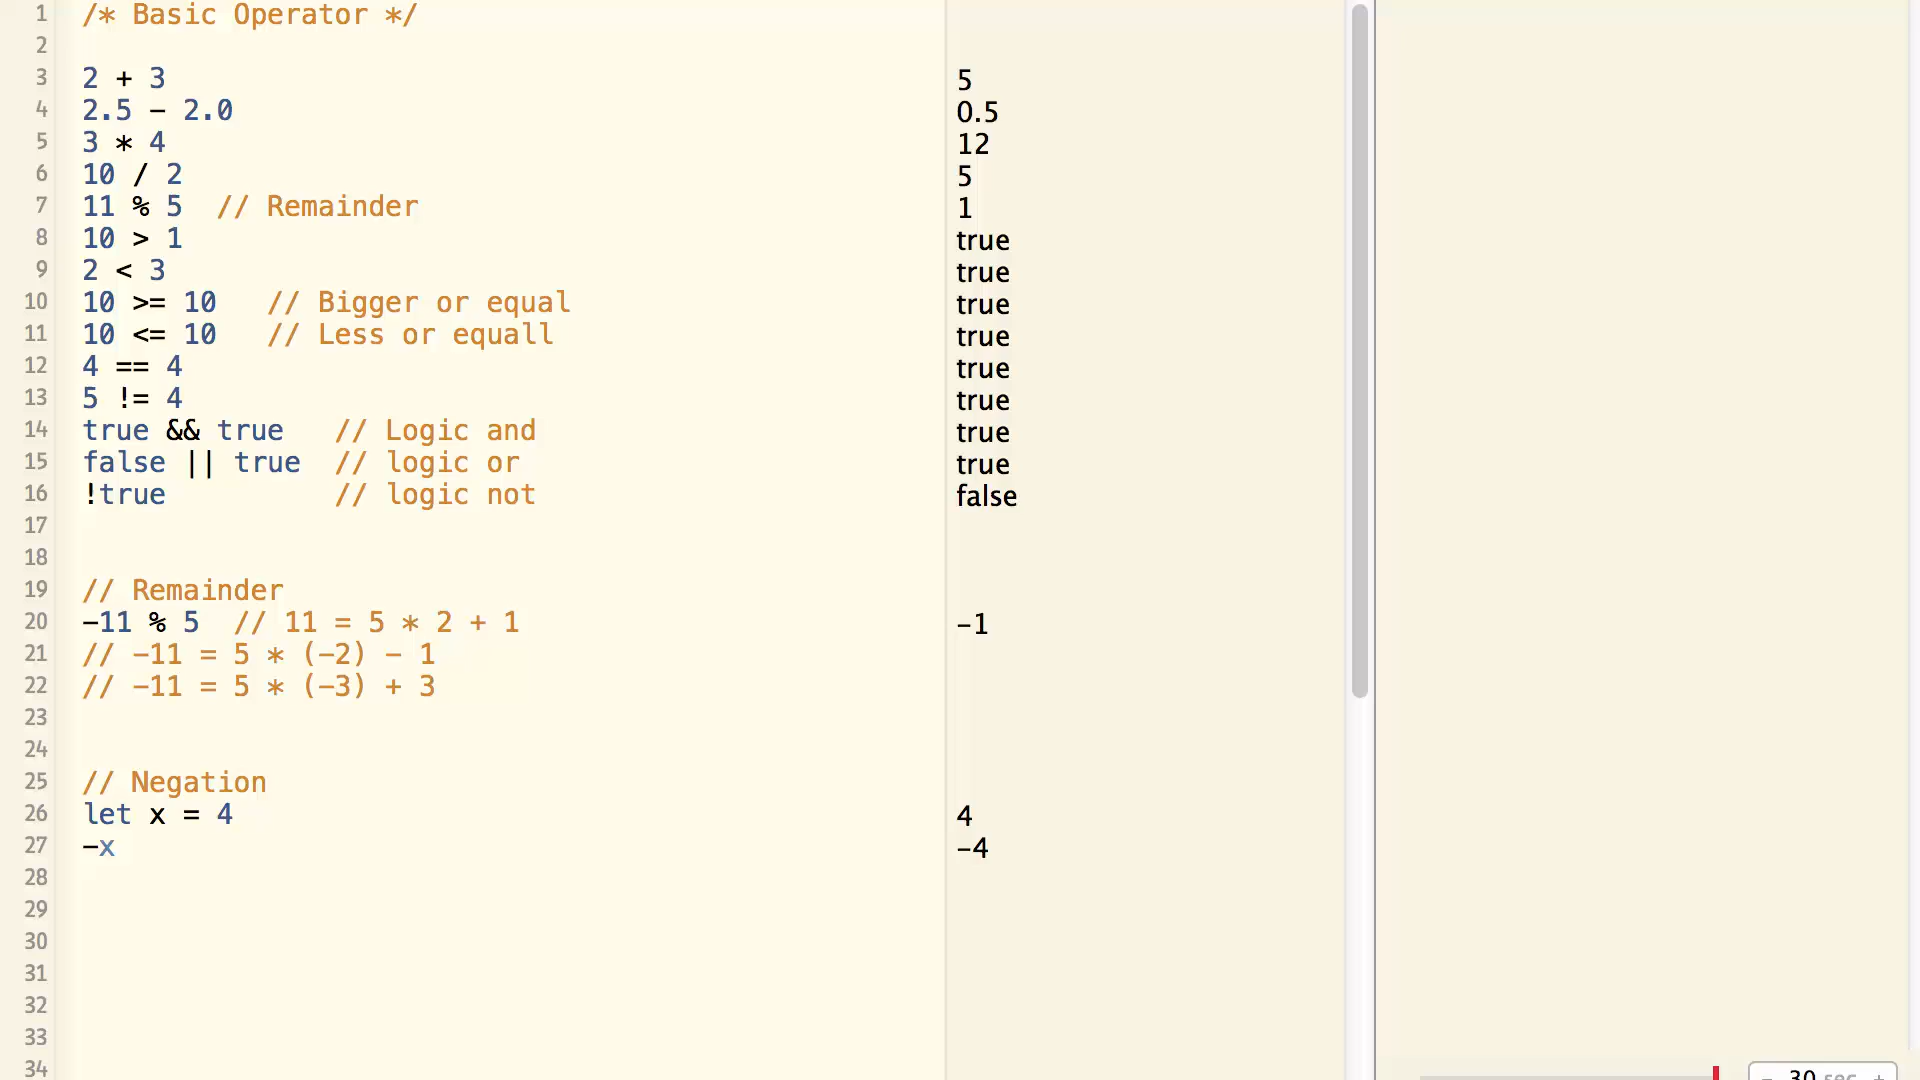 1 /* Basic Operator */
2
3 2 + 3 5
4 2.5 - 2.0 0.5
5 3 * 4 12
6 10 / 2 5
7 11 % 5 // Remainder 1
8 10 > 1 true
9 2 < 3 true
10 10 >= 10 // Bigger or equal true
11 10 <= 10 // Less or equall true
12 4 == 4 true
13 5 != 4 true
14 true && true // Logic and true
15 false || true // logic or true
16 !true // logic not false
17
18
19 // Remainder
20 -11 % 5 // 11 = 5 * 2 + 1 -1
21 // -11 = 5 * (-2) - 1
22 // -11 = 5 * (-3) + 3
23
24
25 // Negation
26 let x = 4 4
27 -x -4
28
29
30
31
32
33
34
- 30 sec +